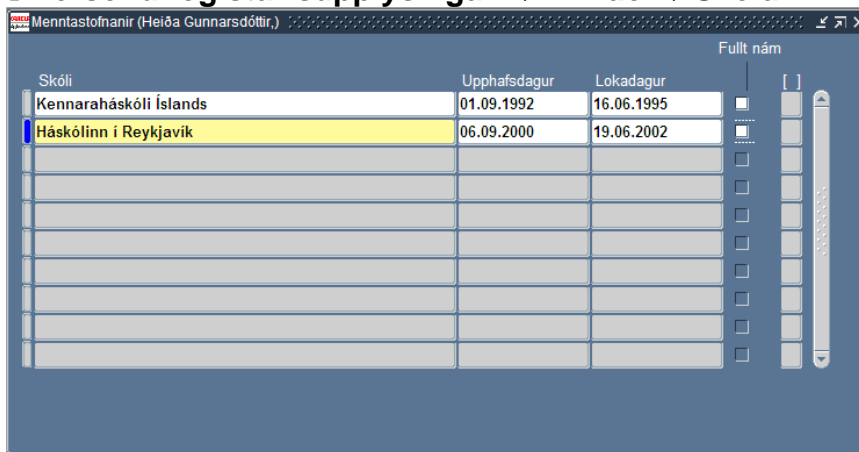 Menntastofnanir (Heiða Gunnarsdóttir,)
Fullt nám
Skóli Upphafsdagur Lokadagur [ ]
Kennaraháskóli Íslands 01.09.1992 16.06.1995
Háskólinn í Reykjavík 06.09.2000 19.06.2002